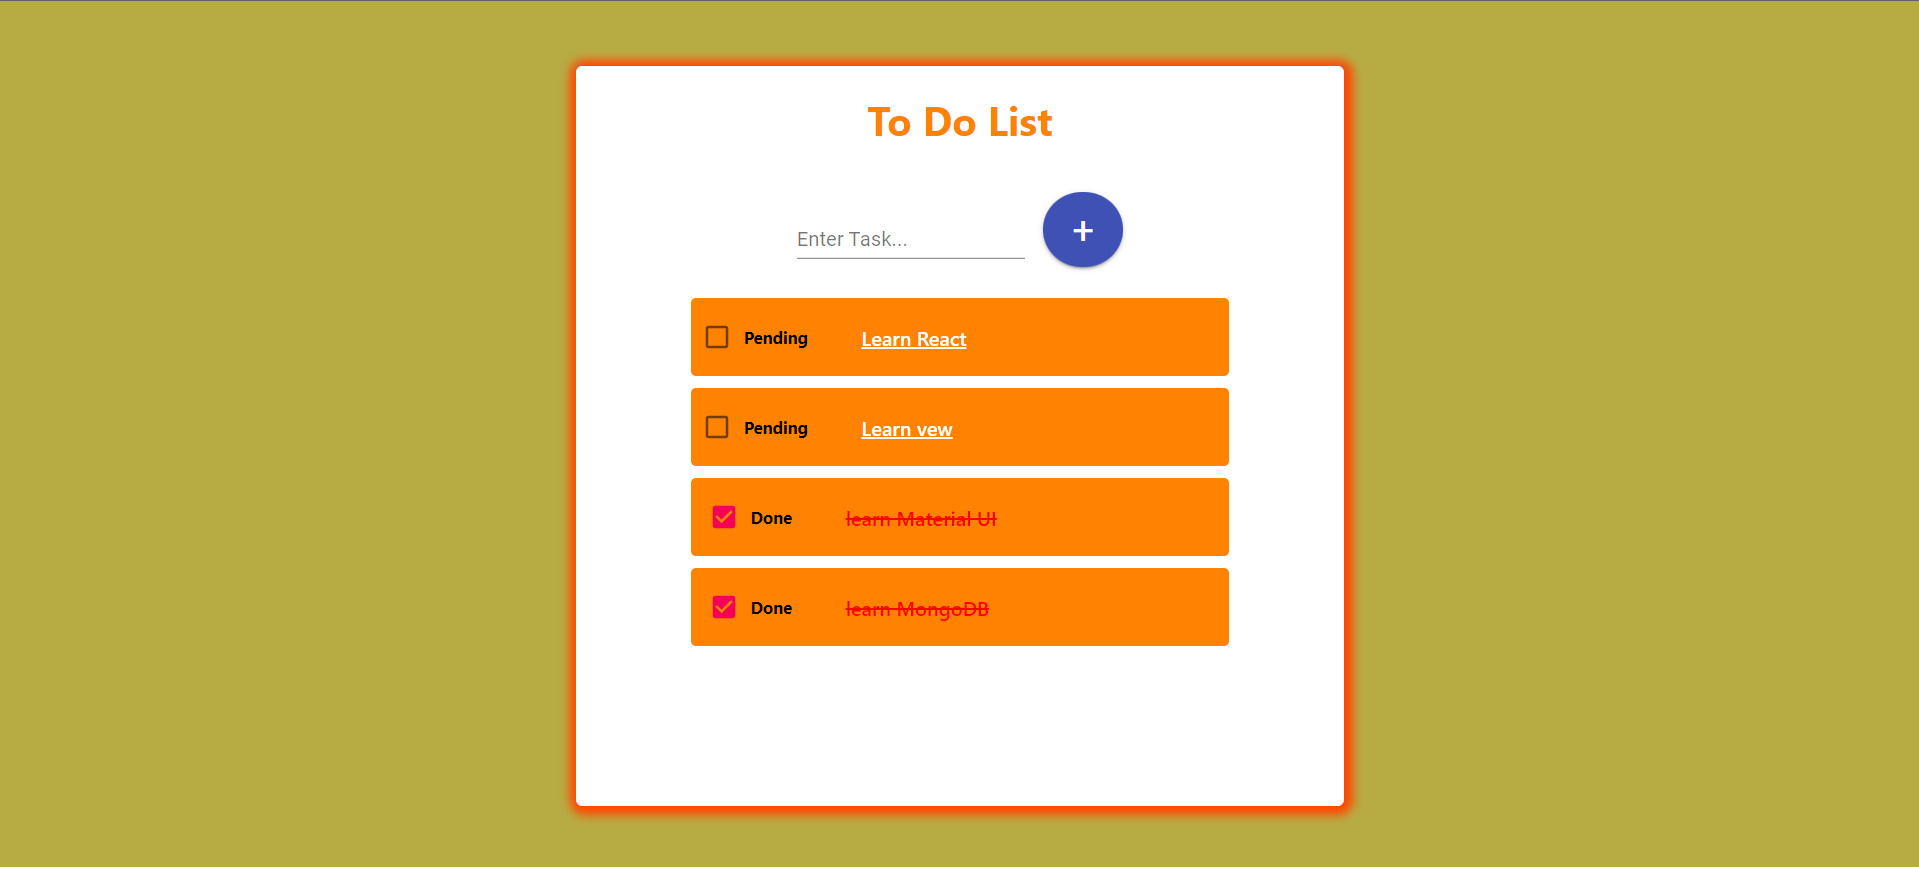 To Do List
Enter Task...
+
Pending Learn React
Pending Learn vew
Done learn Material UI
Done learn MongoDB